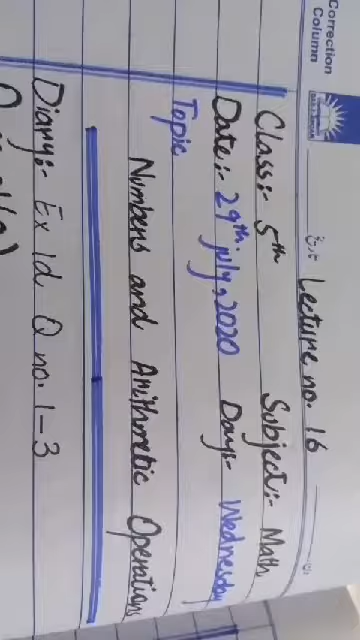 Correction
Column
Lecture no. 16
Class:- 5th Subject:- Math
Date:- 29th. july, 2020 Day:- Wednesday
Topic
Numbers and Arithmetic Operations
Diary:- Ex 1d Q no. 1-3